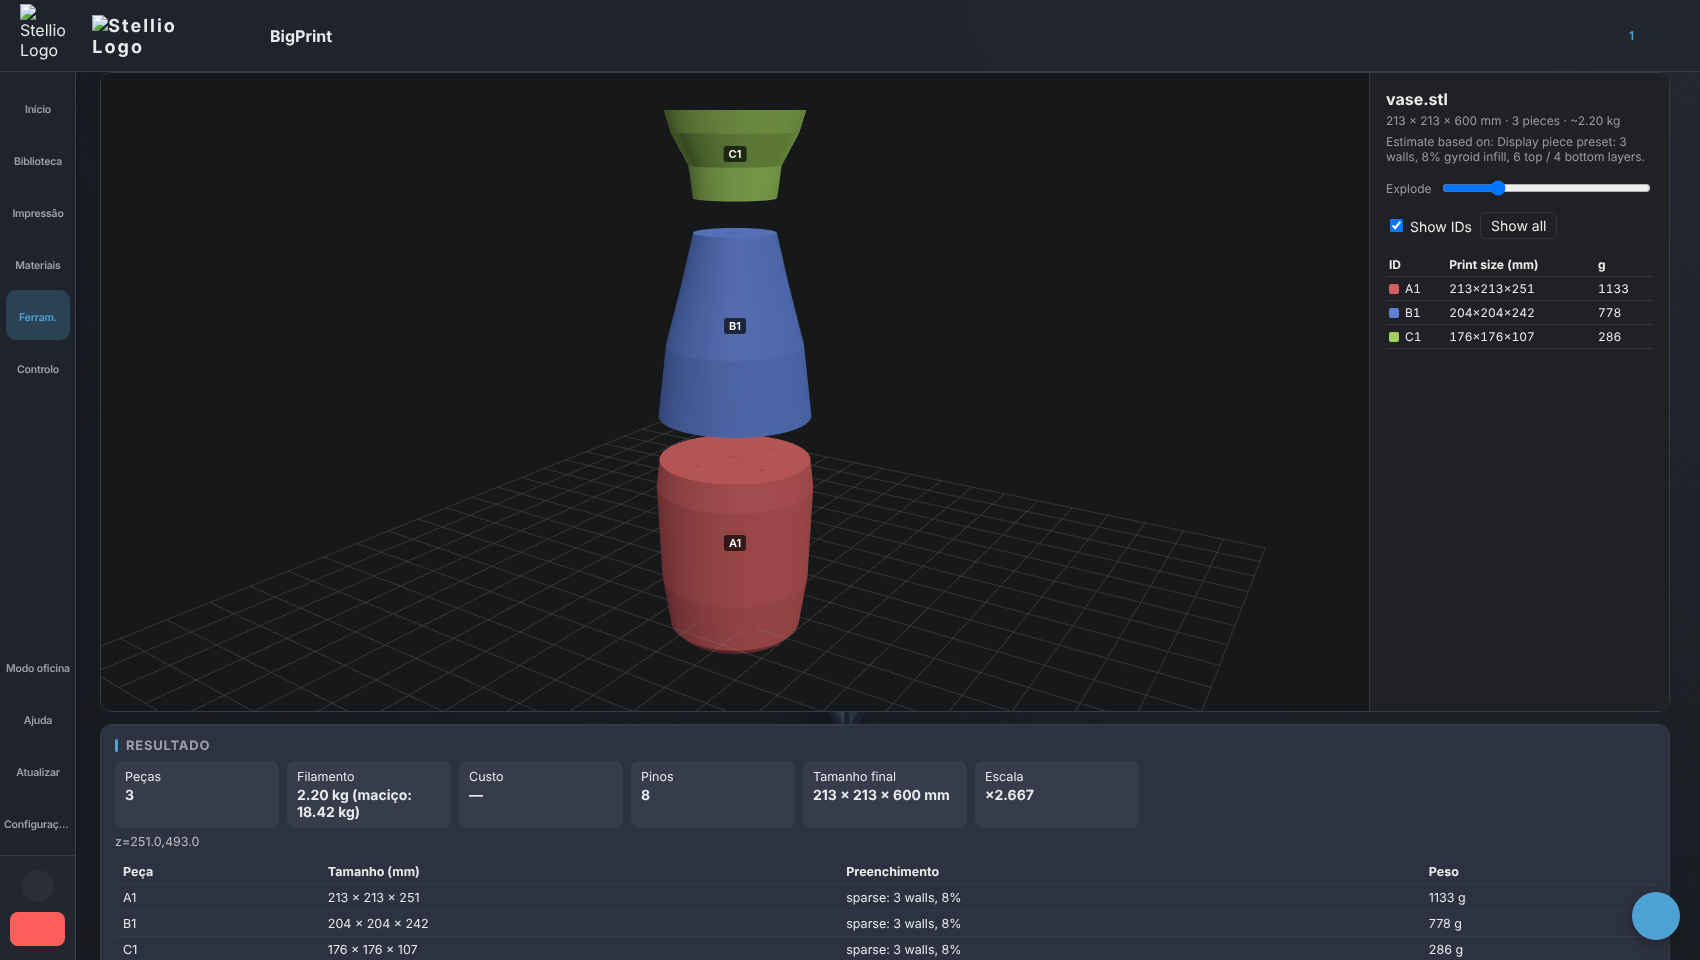 Stellio Logo
Stellio Logo
BigPrint
1
Início
Biblioteca
Impressão
Materiais
Ferram.
Controlo
Modo oficina
Ajuda
Atualizar
Configuraç...
C1
B1
A1
vase.stl
213 × 213 × 600 mm · 3 pieces · ~2.20 kg
Estimate based on: Display piece preset: 3
walls, 8% gyroid infill, 6 top / 4 bottom layers.
Explode
Show IDs Show all
ID Print size (mm) g
A1 213×213×251 1133
B1 204×204×242 778
C1 176×176×107 286
RESULTADO
Peças
3
Filamento
2.20 kg (maciço:
18.42 kg)
Custo
—
Pinos
8
Tamanho final
213 × 213 × 600 mm
Escala
×2.667
z=251.0,493.0
Peça Tamanho (mm) Preenchimento Peso
A1 213 × 213 × 251 sparse: 3 walls, 8% 1133 g
B1 204 × 204 × 242 sparse: 3 walls, 8% 778 g
C1 176 × 176 × 107 sparse: 3 walls, 8% 286 g